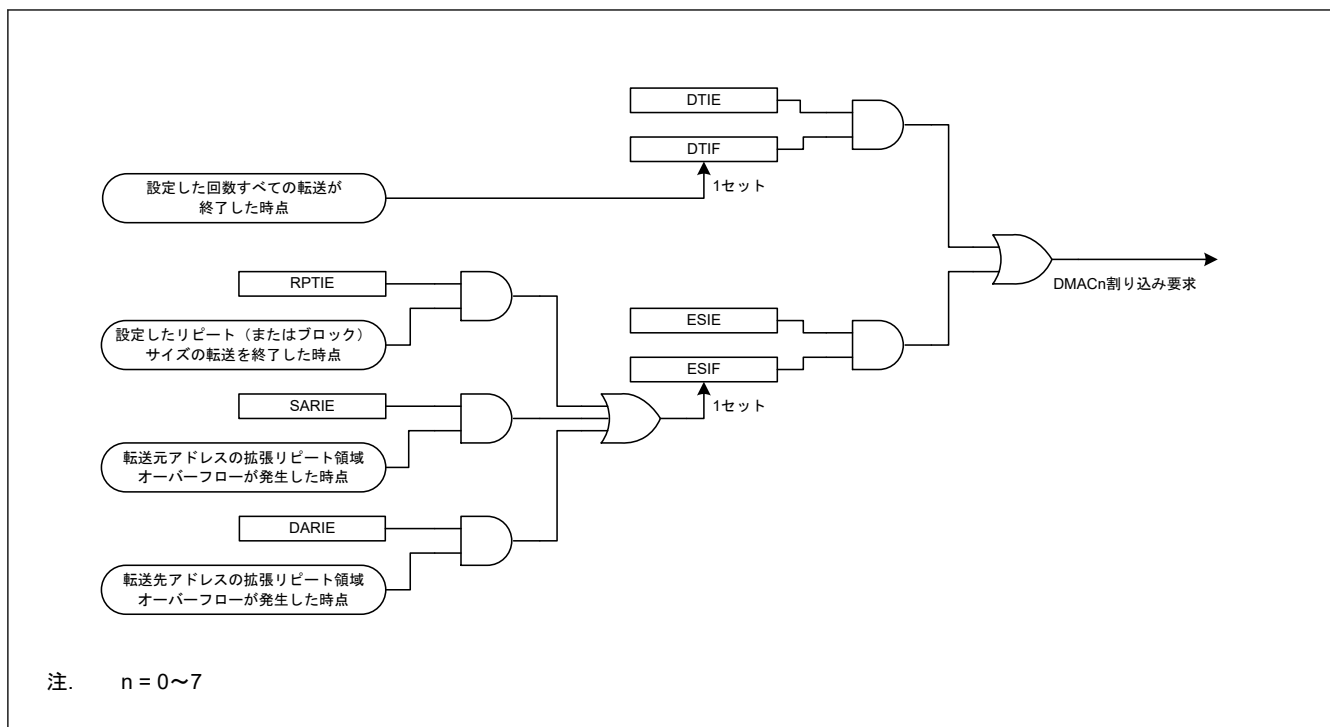 DTIE
DTIF
1セット
設定した回数すべての転送が
終了した時点
RPTIE
設定したリピート（またはブロック）
サイズの転送を終了した時点
SARIE
転送元アドレスの拡張リピート領域
オーバーフローが発生した時点
DARIE
転送先アドレスの拡張リピート領域
オーバーフローが発生した時点
ESIE
ESIF
1セット
DMACn割り込み要求
注. n = 0～7